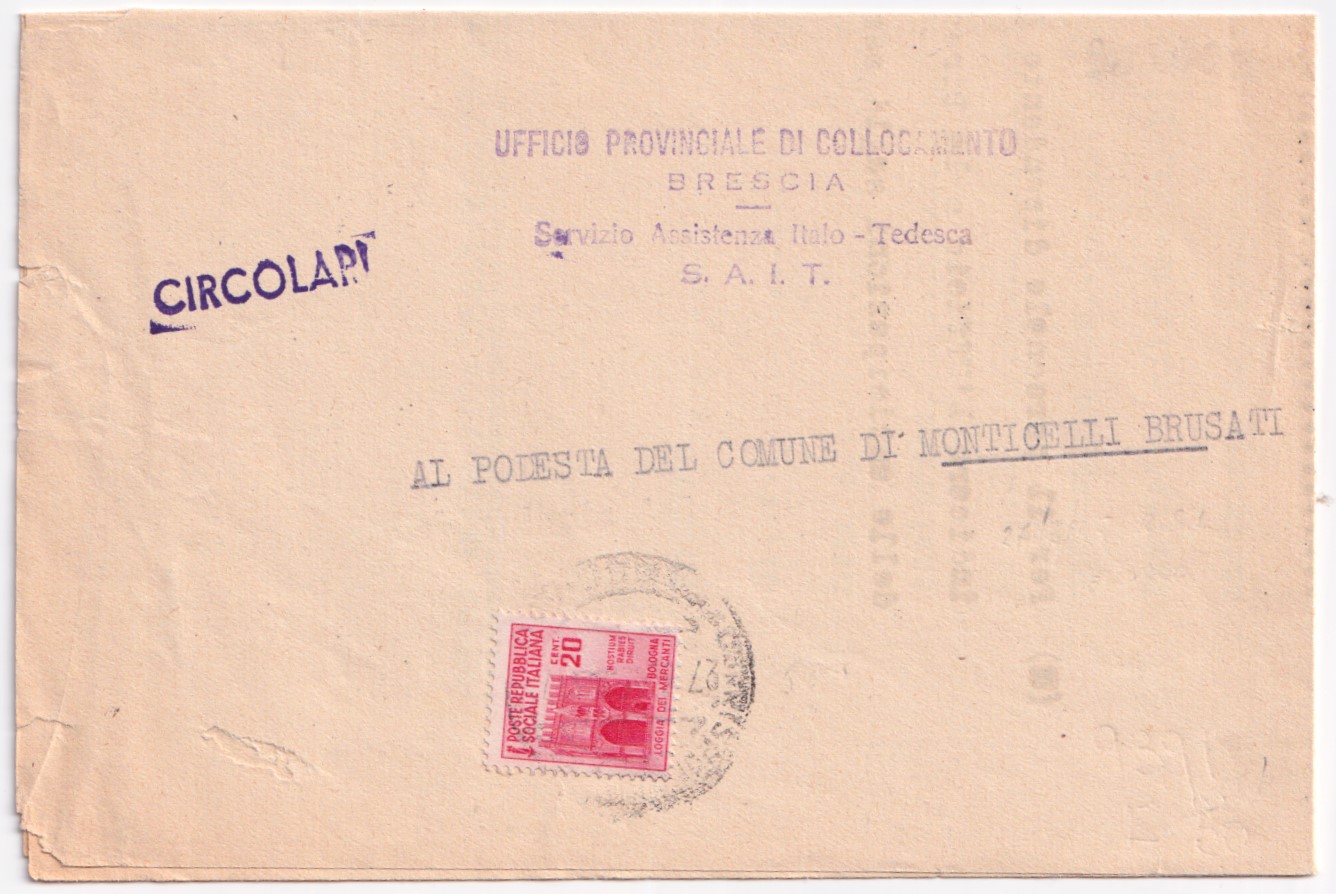 UFFICIO PROVINCIALE DI COLLOCAMENTO
BRESCIA
Servizio Assistenza Italo - Tedesca
S. A. I. T.
CIRCOLARI
AL PODESTA DEL COMUNE DI MONTICELLI BRUSATI
POSTE REPUBBLICA
SOCIALE ITALIANA
CENT.
20
HOSTIUM
RABIES
DIRUIT
BOLOGNA
LOGGIA DEI MERCANTI
27